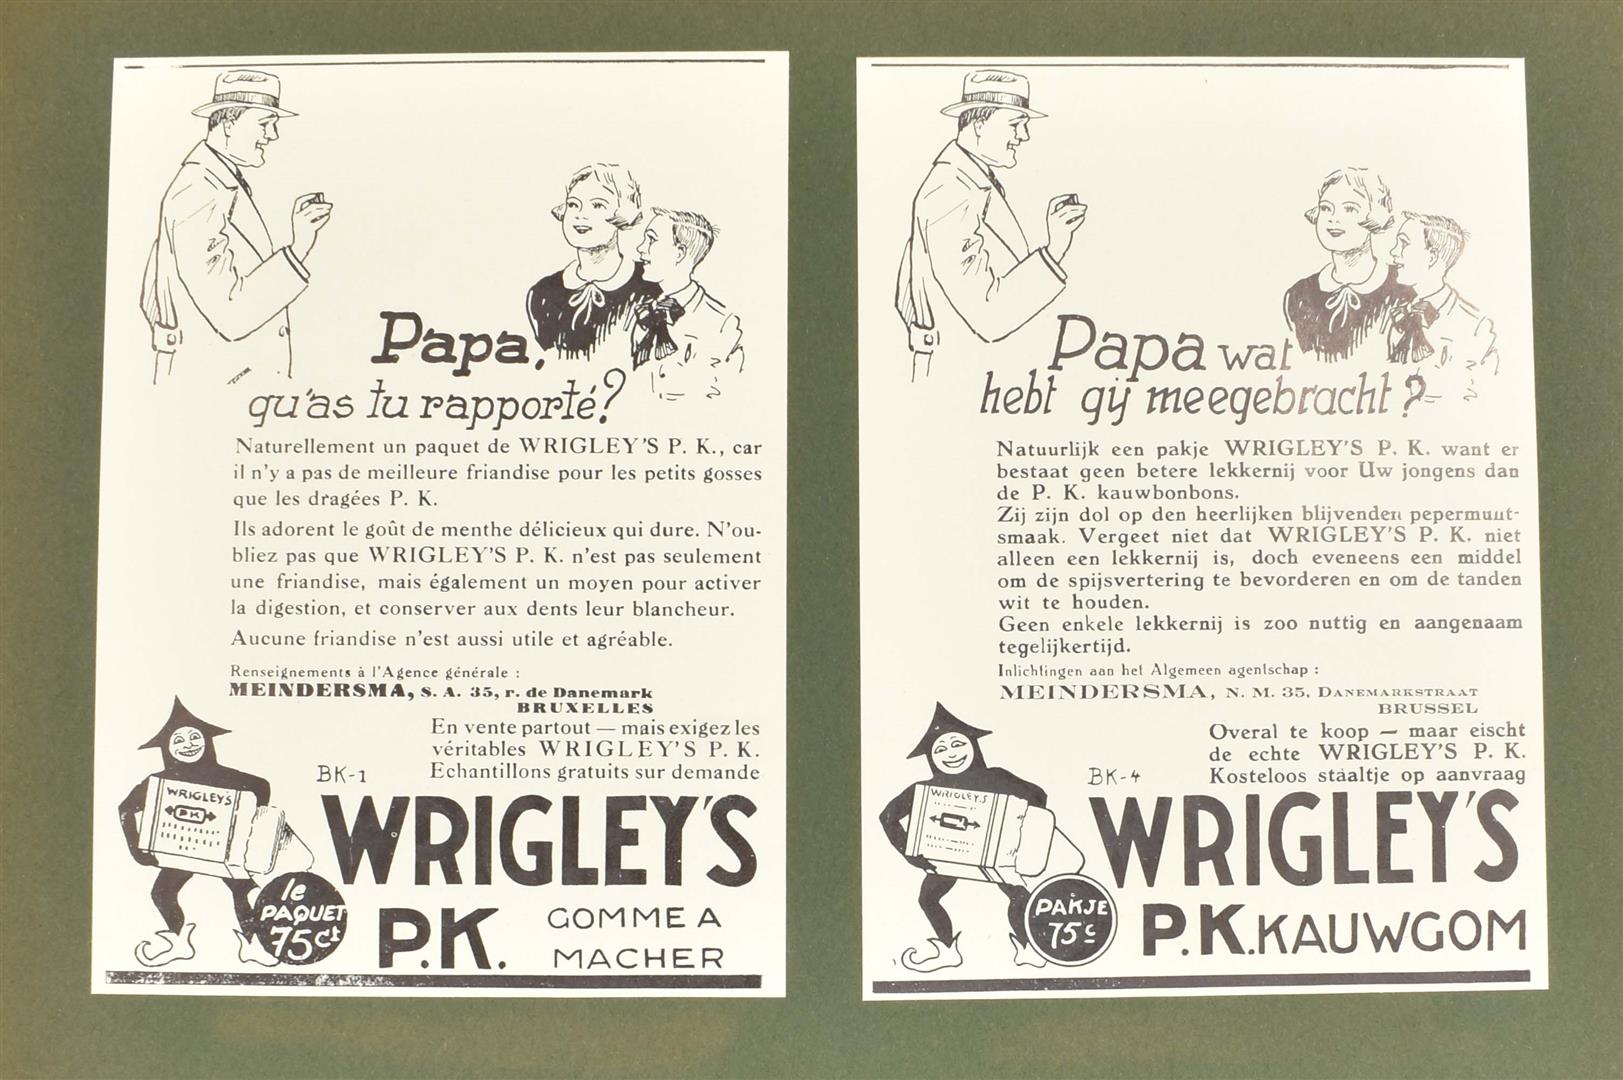 Papa,
qu'as tu rapporté?
Naturellement un paquet de WRIGLEY'S P. K., car
il n'y a pas de meilleure friandise pour les petits gosses
que les dragées P. K.
Ils adorent le goût de menthe délicieux qui dure. N'ou-
bliez pas que WRIGLEY'S P. K. n'est pas seulement
une friandise, mais également un moyen pour activer
la digestion, et conserver aux dents leur blancheur.
Aucune friandise n'est aussi utile et agréable.
Renseignements à l'Agence générale :
MEINDERSMA, S. A. 35, r. de Danemark
BRUXELLES
En vente partout — mais exigez les
véritables WRIGLEY'S P. K.
Echantillons gratuits sur demande
BK-1
WRIGLEY'S
PK
le
PAQUET
75ct
WRIGLEY'S
P.K. GOMME A
MACHER
Papa wat
hebt gij meegebracht?
Natuurlijk een pakje WRIGLEY'S P. K. want er
bestaat geen betere lekkernij voor Uw jongens dan
de P. K. kauwbonbons.
Zij zijn dol op den heerlijken blijvenden pepermunt-
smaak. Vergeet niet dat WRIGLEY'S P. K. niet
alleen een lekkernij is, doch eveneens een middel
om de spijsvertering te bevorderen en om de tanden
wit te houden.
Geen enkele lekkernij is zoo nuttig en aangenaam
tegelijkertijd.
Inlichtingen aan het Algemeen agentschap :
MEINDERSMA, N. M. 35, DANEMARKSTRAAT
BRUSSEL
Overal te koop — maar eischt
de echte WRIGLEY'S P. K.
Kosteloos stàaltje op aanvraag
BK-4
WRIGLEY'S
PAKJE
75c
WRIGLEY'S
P.K. KAUWGOM